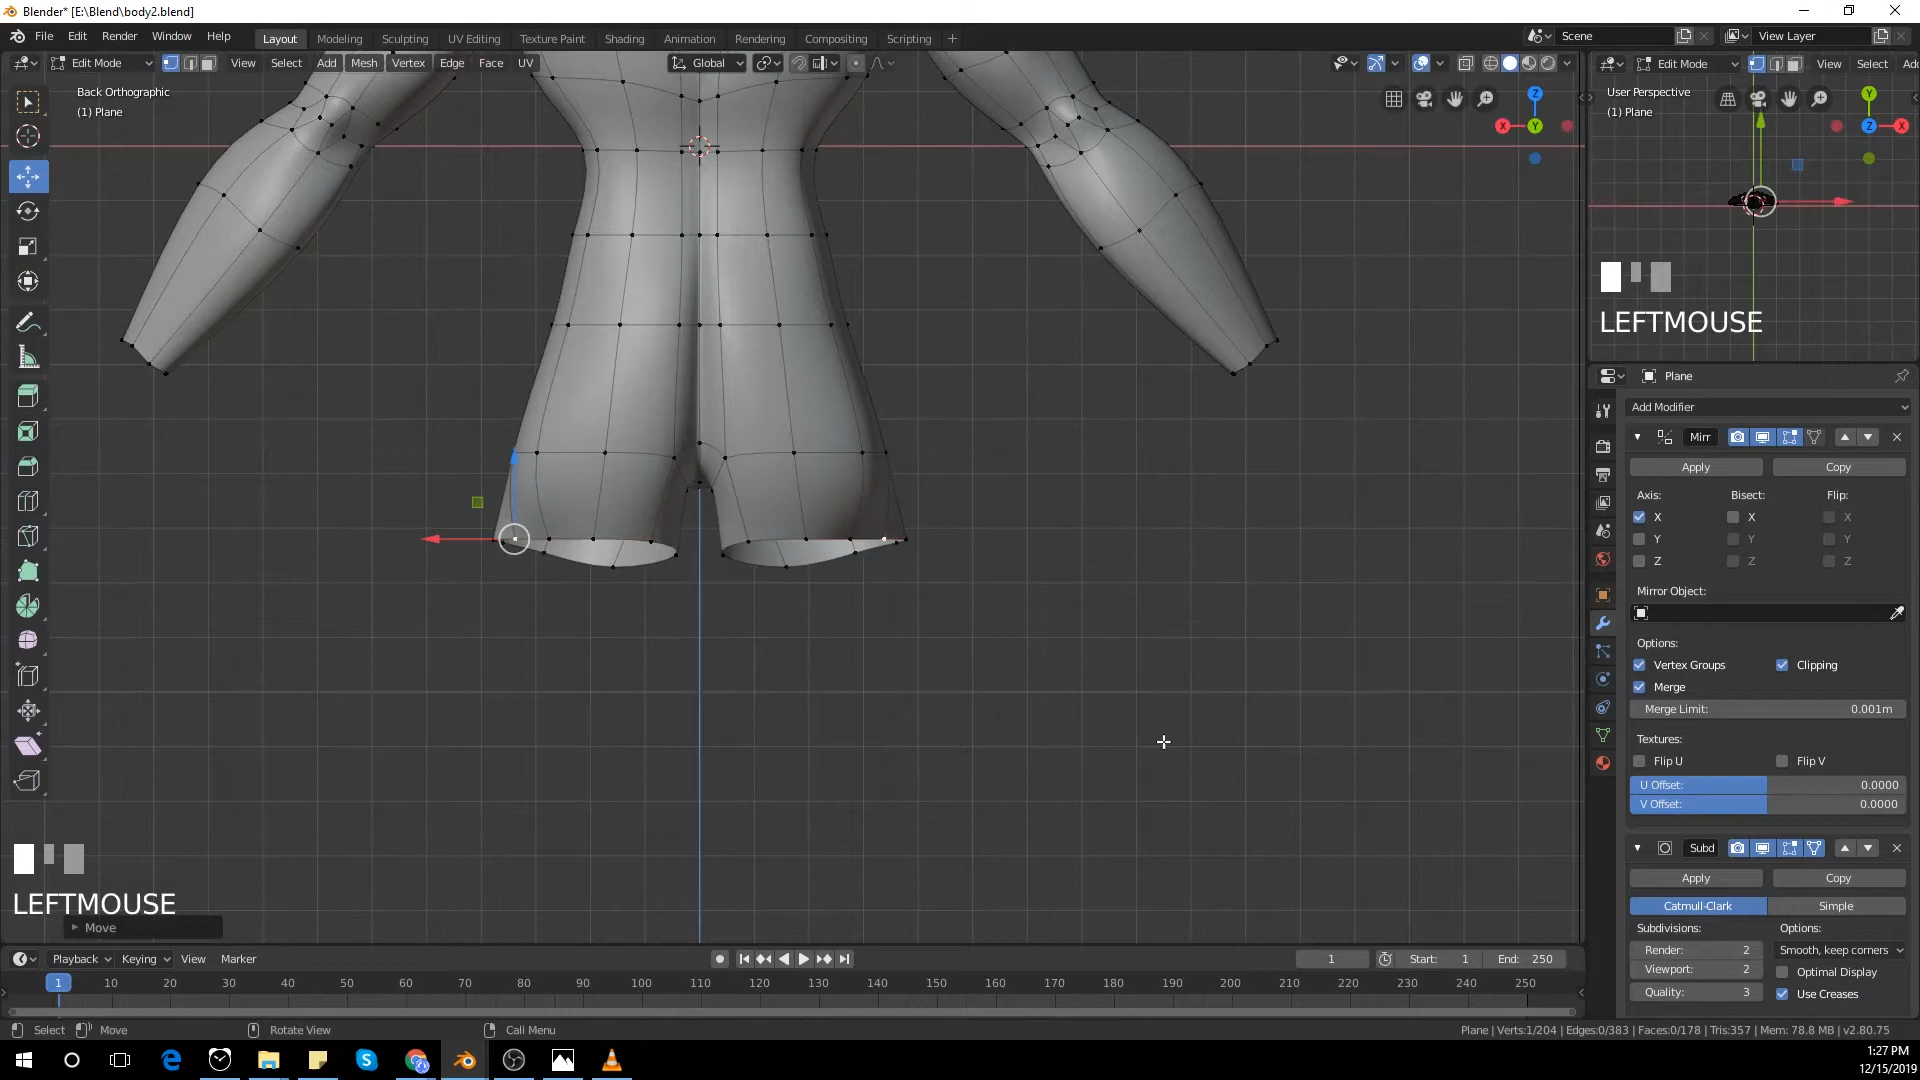 Blender* [E:\Blend\body2.blend]
File Edit Render Window Help Layout Modeling Sculpting UV Editing Texture Paint Shading Animation Rendering Compositing Scripting + Scene View Layer
Edit Mode View Select Add Mesh Vertex Edge Face UV Global
Edit Mode View Select Add
Back Orthographic
(1) Plane
User Perspective
(1) Plane
Z
X
Y
Y
Z
X
LEFTMOUSE
Plane
Add Modifier
Mirr
Apply Copy
Axis: Bisect: Flip:
X X X
Y Y Y
Z Z Z
Mirror Object:
Options:
Vertex Groups Clipping
Merge
Merge Limit: 0.001m
Textures:
Flip U Flip V
U Offset: 0.0000
V Offset: 0.0000
Subd
Apply Copy
Catmull-Clark Simple
Subdivisions: Options:
Render: 2 Smooth, keep corners
Viewport: 2 Optimal Display
Quality: 3 Use Creases
LEFTMOUSE
Move
Playback Keying View Marker 1 Start: 1 End: 250
1 10 20 30 40 50 60 70 80 90 100 110 120 130 140 150 160 170 180 190 200 210 220 230 240 250
Select Move Rotate View Call Menu Plane | Verts:1/204 | Edges:0/383 | Faces:0/178 | Tris:357 | Mem: 78.8 MB | v2.80.75
1:27 PM
12/15/2019